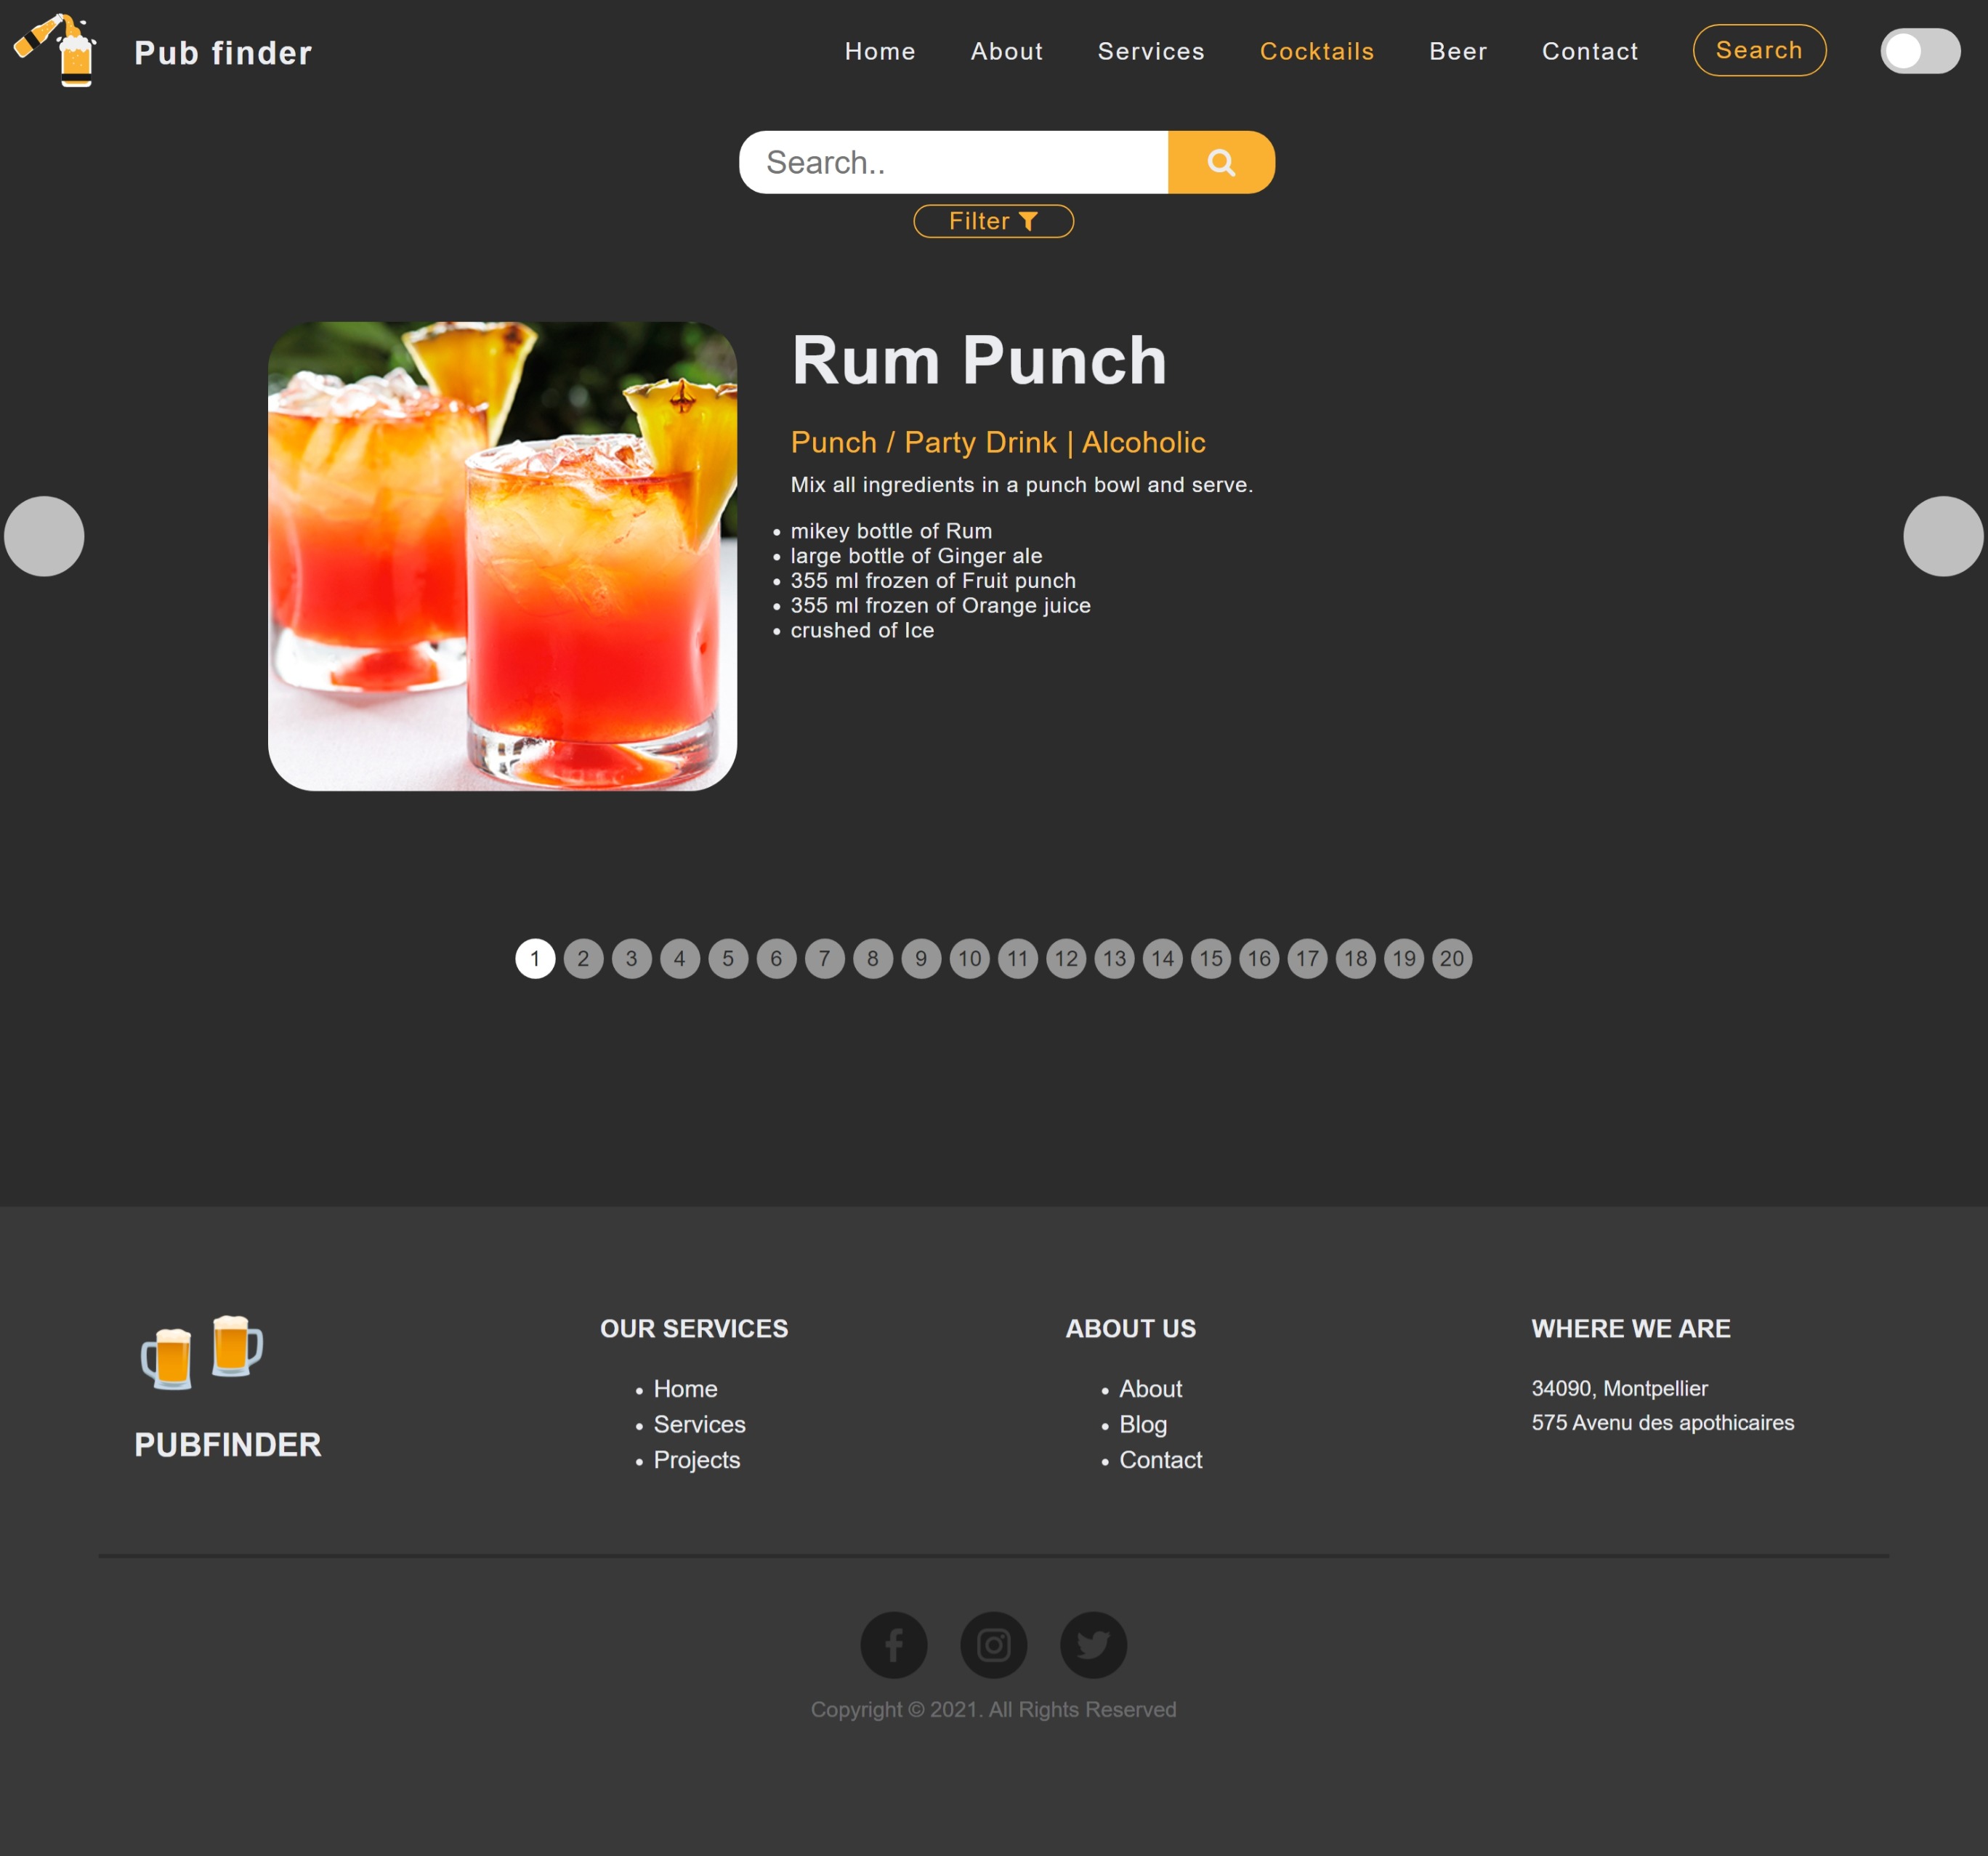 Pub finder
Home About Services Cocktails Beer Contact Search
Search..
Filter
Rum Punch
Punch / Party Drink | Alcoholic
Mix all ingredients in a punch bowl and serve.
mikey bottle of Rum
large bottle of Ginger ale
355 ml frozen of Fruit punch
355 ml frozen of Orange juice
crushed of Ice
1 2 3 4 5 6 7 8 9 10 11 12 13 14 15 16 17 18 19 20
PUBFINDER
OUR SERVICES
Home
Services
Projects
ABOUT US
About
Blog
Contact
WHERE WE ARE
34090, Montpellier
575 Avenu des apothicaires
Copyright © 2021. All Rights Reserved